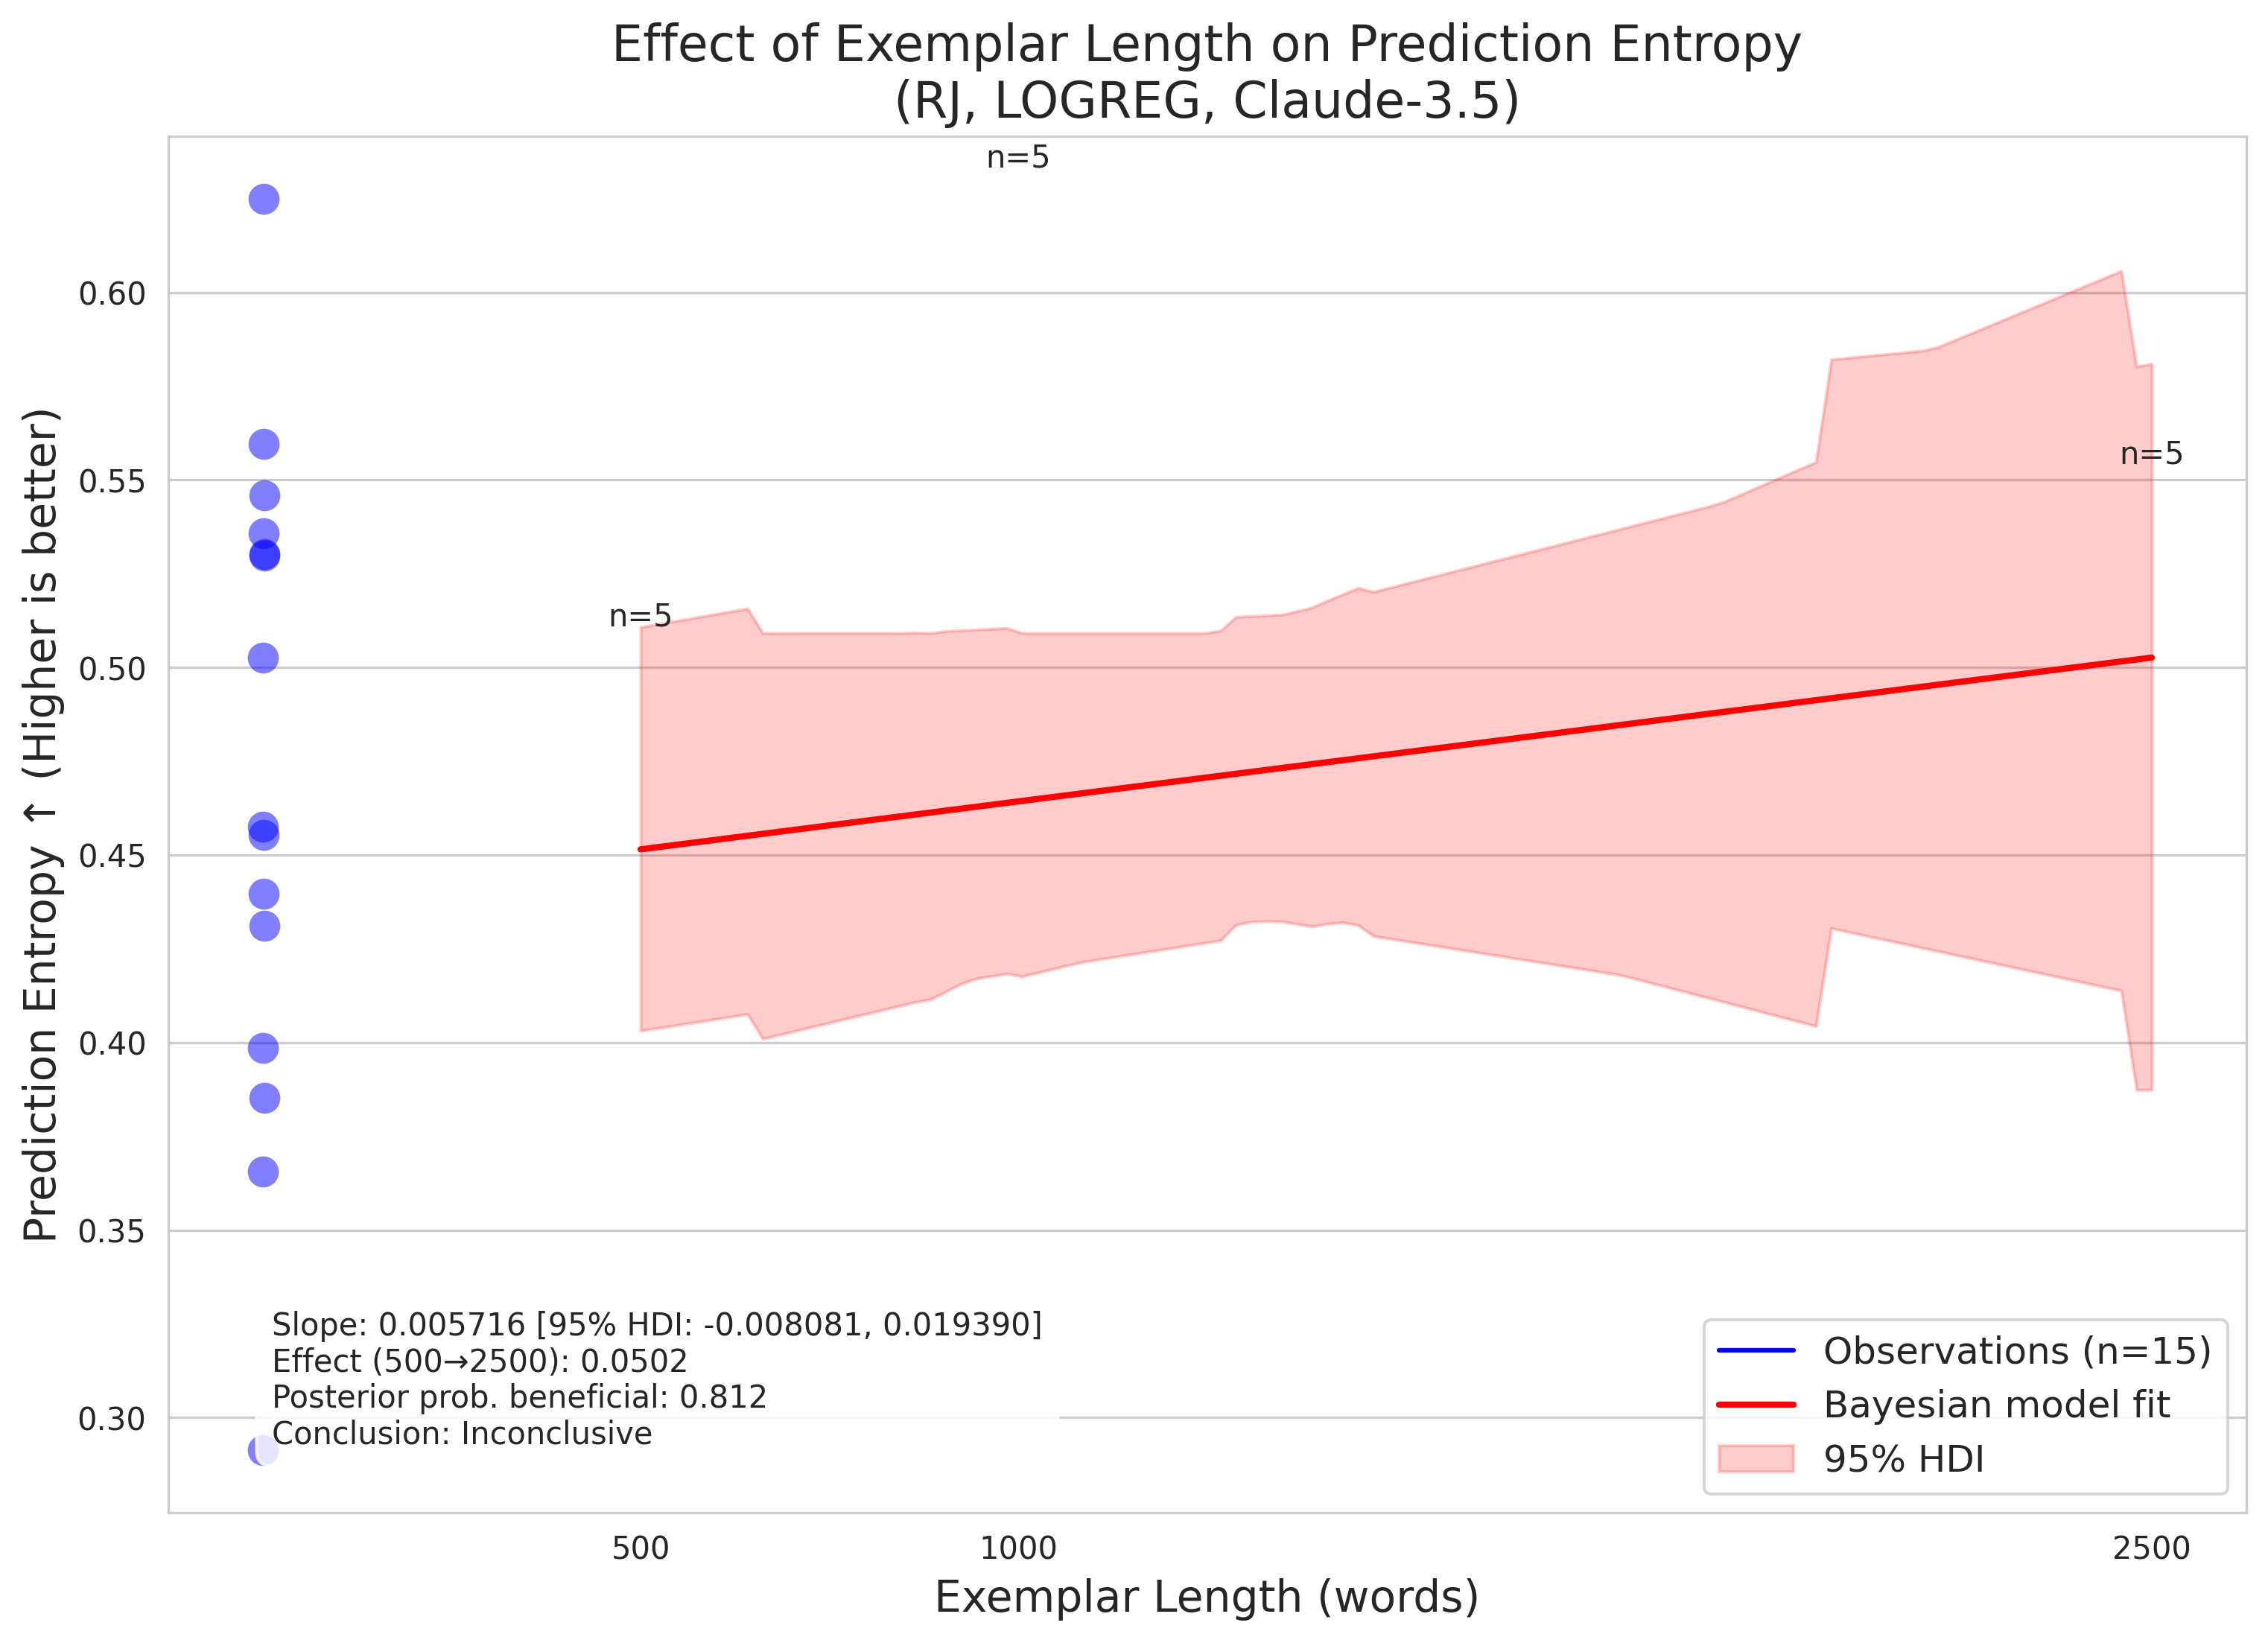 Effect of Exemplar Length on Prediction Entropy
(RJ, LOGREG, Claude-3.5)
Prediction Entropy ↑ (Higher is better)
0.60
0.55
0.50
0.45
0.40
0.35
0.30
n=5
n=5
n=5
Slope: 0.005716 [95% HDI: -0.008081, 0.019390]
Effect (500→2500): 0.0502
Posterior prob. beneficial: 0.812
Conclusion: Inconclusive
Observations (n=15)
Bayesian model fit
95% HDI
500
1000
2500
Exemplar Length (words)